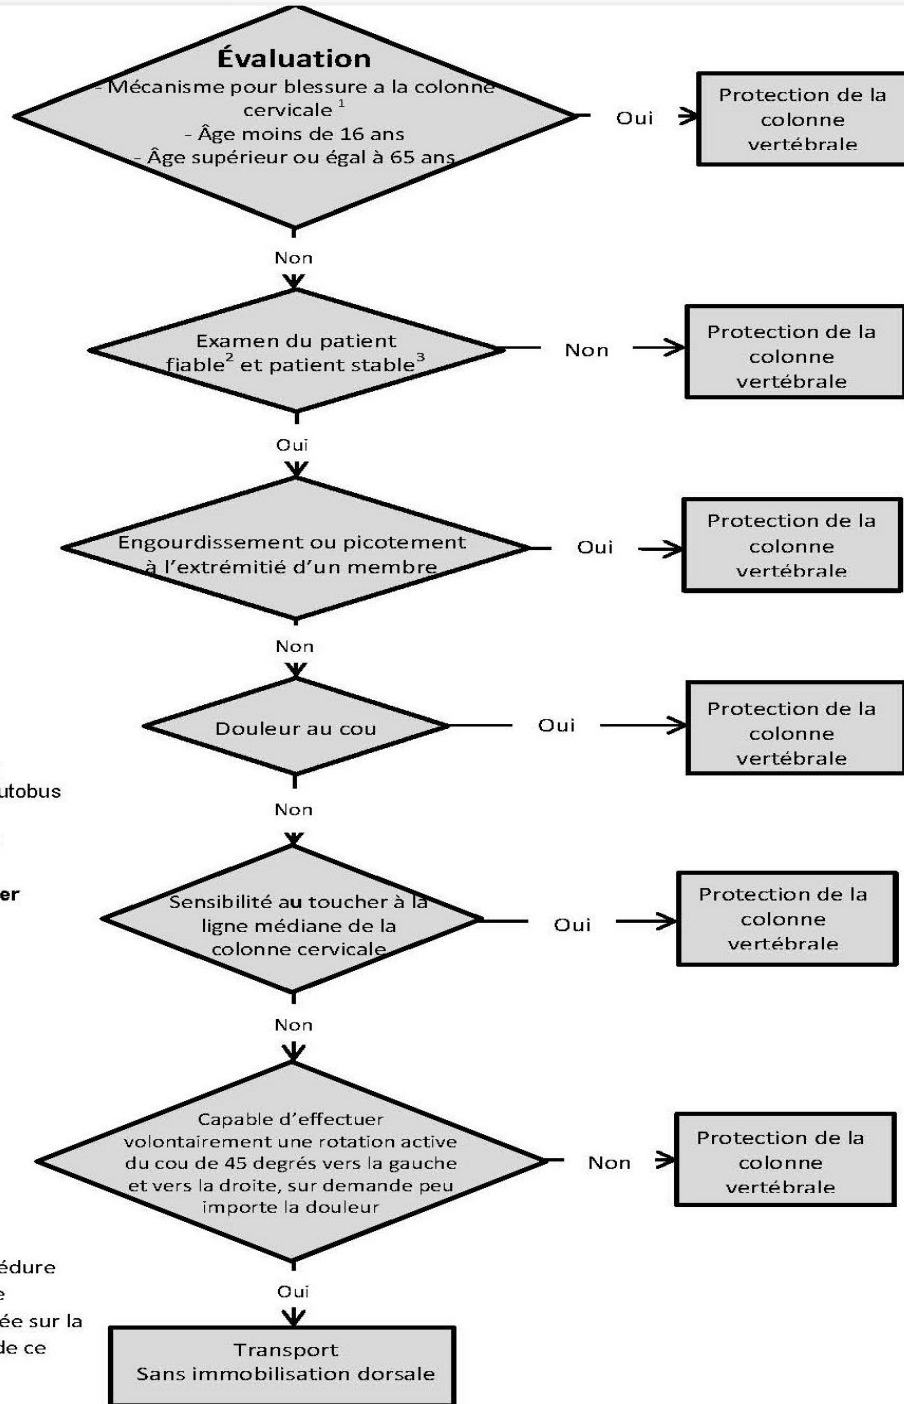 Évaluation
- Mécanisme pour blessure a la colonne
cervicale 1
- Âge moins de 16 ans
- Âge supérieur ou égal à 65 ans
Oui
Protection de la
colonne
vertébrale
Non
Examen du patient
fiable2 et patient stable3
Non
Protection de la
colonne
vertébrale
Oui
Engourdissement ou picotement
à l'extrémitié d'un membre
Oui
Protection de la
colonne
vertébrale
Non
Douleur au cou
Oui
Protection de la
colonne
vertébrale
utobus
Non
er
Sensibilité au toucher à la
ligne médiane de la
colonne cervicale
Oui
Protection de la
colonne
vertébrale
Non
Capable d'effectuer
volontairement une rotation active
du cou de 45 degrés vers la gauche
et vers la droite, sur demande peu
importe la douleur
Non
Protection de la
colonne
vertébrale
édure
e
ée sur la
de ce
Oui
Transport
Sans immobilisation dorsale